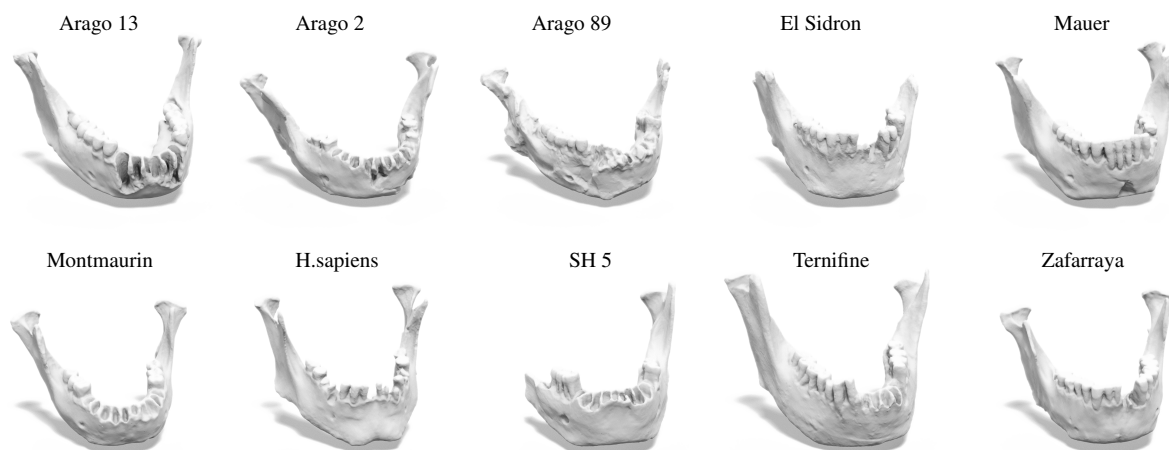 Arago 13
Arago 2
Arago 89
El Sidron
Mauer
Montmaurin
H.sapiens
SH 5
Ternifine
Zafarraya